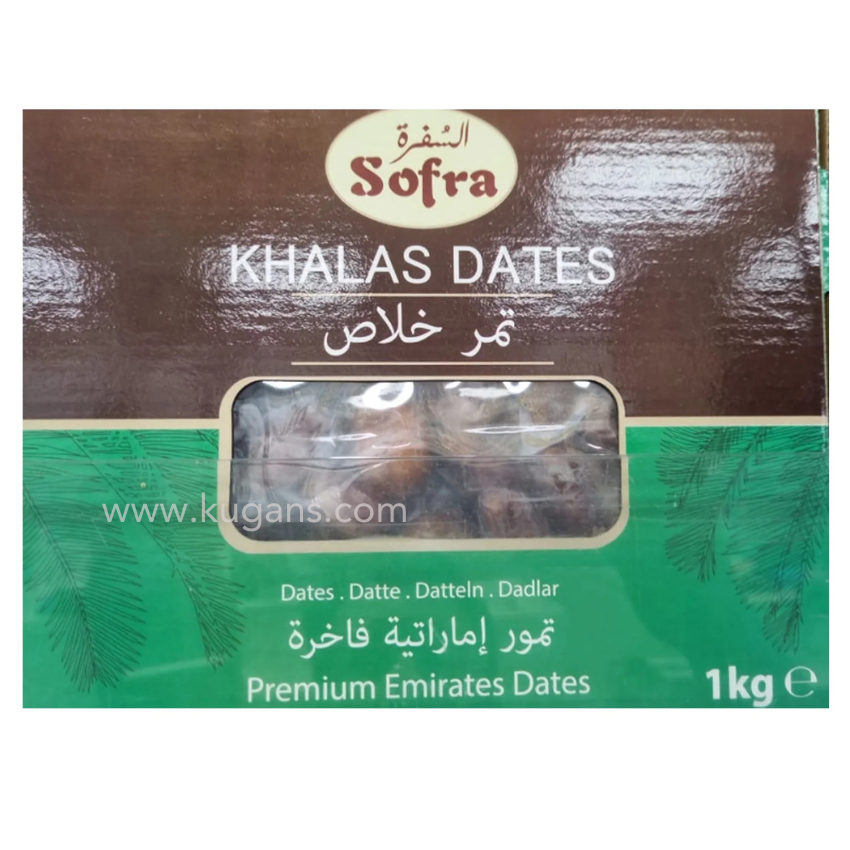 السُفرة
Sofra
KHALAS DATES
تمر خلاص
www.kugans.com
Dates . Datte . Datteln . Dadlar
تمور إماراتية فاخرة
Premium Emirates Dates
1kg ℮